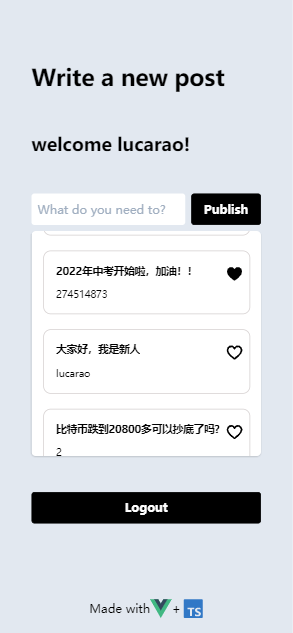 Write a new post
welcome lucarao!
What do you need to?
Publish
2022年中考开始啦，加油！！
274514873
大家好，我是新人
lucarao
比特币跌到20800多可以抄底了吗?
2
Logout
Made with + TS